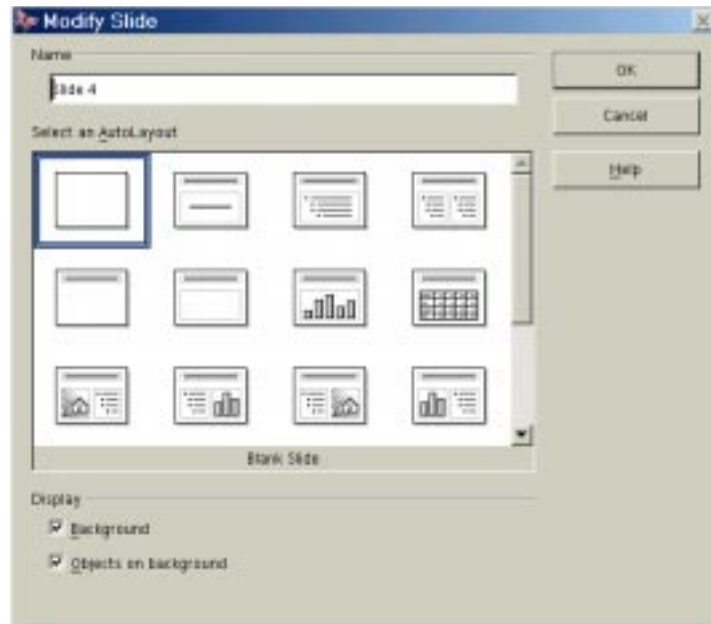 Modify Slide
Name
OK
Slide 4
Cancel
Select an AutoLayout
Help
Blank Slide
Display
Background
Objects on background